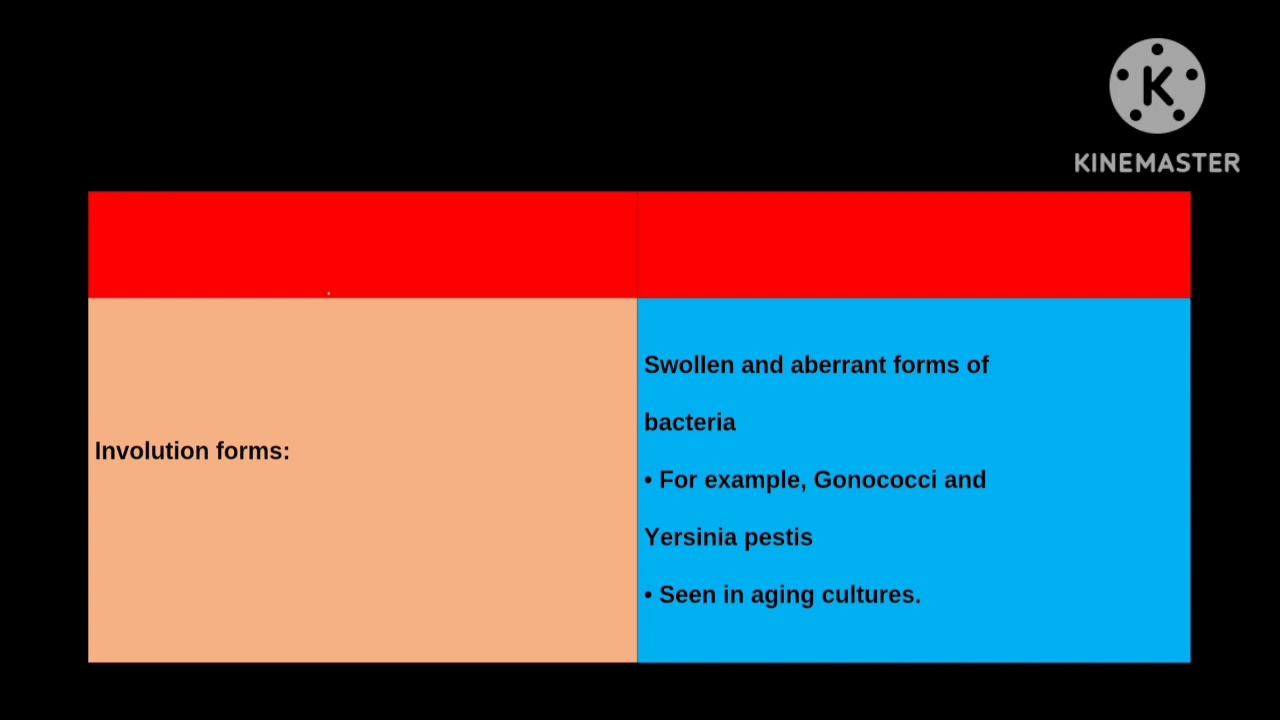 K
KINEMASTER
Involution forms:
Swollen and aberrant forms of
bacteria
• For example, Gonococci and
Yersinia pestis
• Seen in aging cultures.